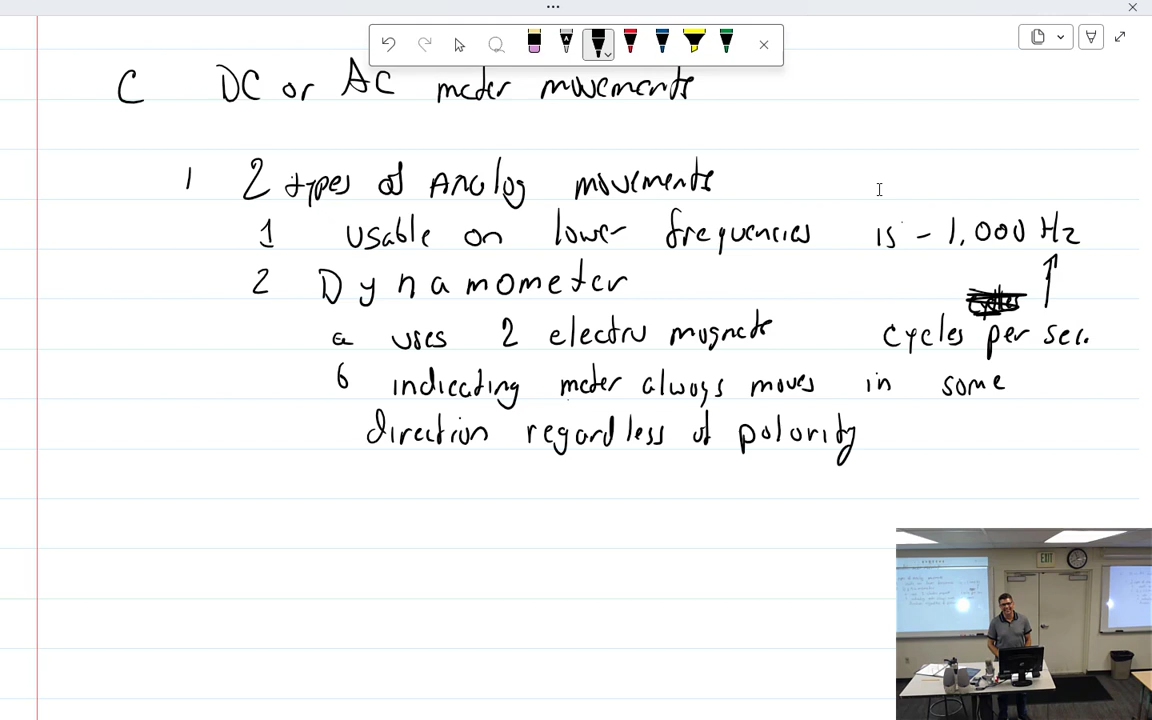 C DC or AC meter movements
1 2 types of Analog movements
1 Usable on lower frequencies 15 - 1,000 Hz
2 Dynamometer
a uses 2 electro magnets cycles per sec.
b indicating meter always moves in same
direction regardless of polarity
EXIT